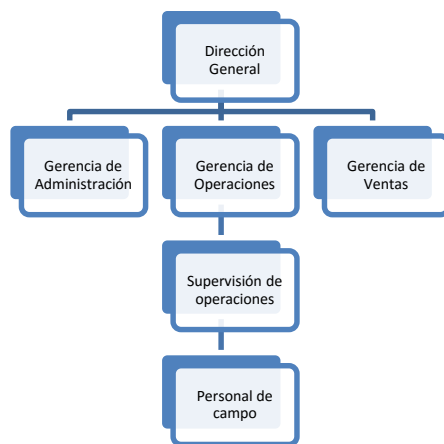 Dirección
General
Gerencia de
Administración
Gerencia de
Operaciones
Gerencia de
Ventas
Supervisión de
operaciones
Personal de
campo